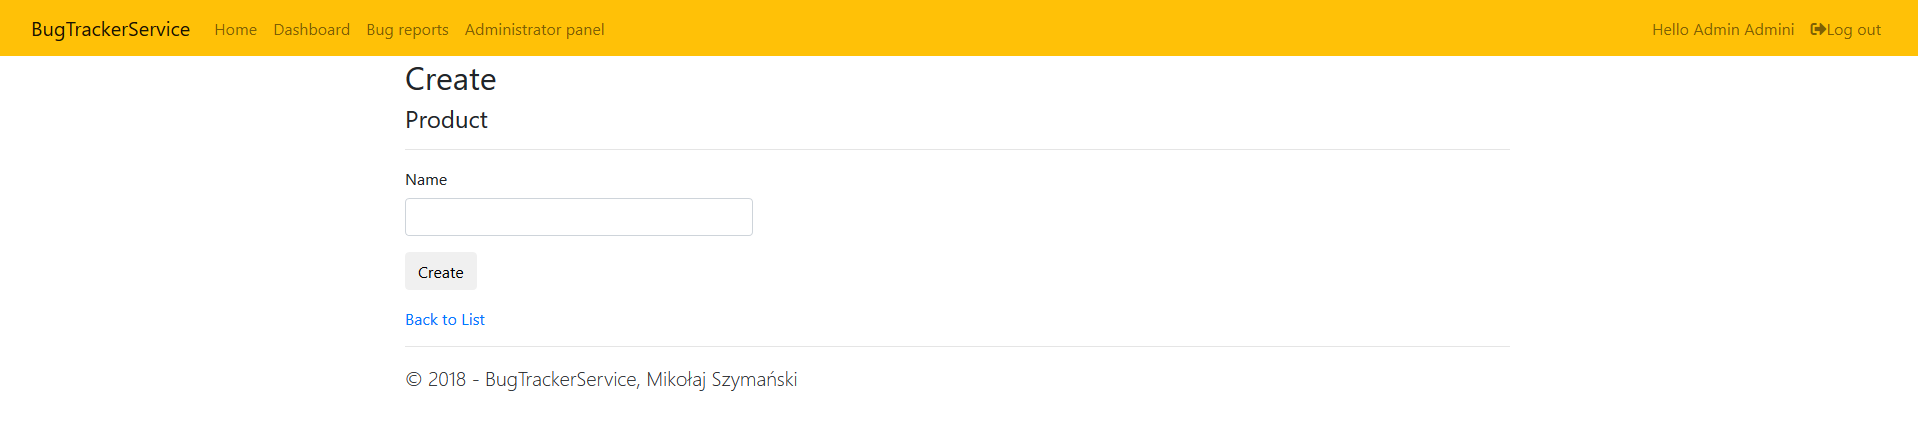 BugTrackerService Home Dashboard Bug reports Administrator panel Hello Admin Admini Log out
Create
Product
Name
Create
Back to List
© 2018 - BugTrackerService, Mikołaj Szymański